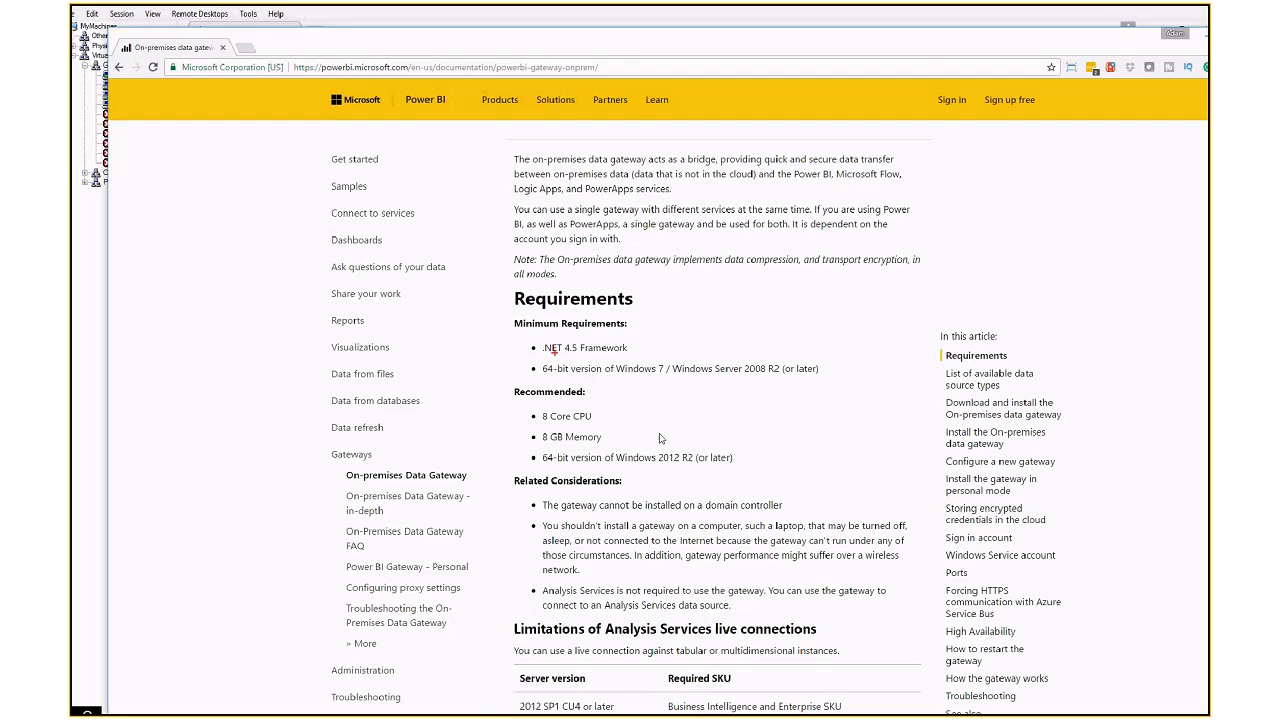 Edit Session View Remote Desktops Tools Help
MyMachines
Adam
On-premises data gatew
Microsoft Corporation [US] https://powerbi.microsoft.com/en-us/documentation/powerbi-gateway-onprem/
Microsoft Power BI Products Solutions Partners Learn Sign in Sign up free
Get started
Samples
Connect to services
Dashboards
Ask questions of your data
Share your work
Reports
Visualizations
Data from files
Data from databases
Data refresh
Gateways
On-premises Data Gateway
On-premises Data Gateway -
in-depth
On-Premises Data Gateway
FAQ
Power BI Gateway - Personal
Configuring proxy settings
Troubleshooting the On-
Premises Data Gateway
» More
Administration
Troubleshooting
The on-premises data gateway acts as a bridge, providing quick and secure data transfer
between on-premises data (data that is not in the cloud) and the Power BI, Microsoft Flow,
Logic Apps, and PowerApps services.
You can use a single gateway with different services at the same time. If you are using Power
BI, as well as PowerApps, a single gateway and be used for both. It is dependent on the
account you sign in with.
Note: The On-premises data gateway implements data compression, and transport encryption, in
all modes.
Requirements
Minimum Requirements:
• .NET 4.5 Framework
• 64-bit version of Windows 7 / Windows Server 2008 R2 (or later)
Recommended:
• 8 Core CPU
• 8 GB Memory
• 64-bit version of Windows 2012 R2 (or later)
Related Considerations:
• The gateway cannot be installed on a domain controller
• You shouldn't install a gateway on a computer, such a laptop, that may be turned off,
asleep, or not connected to the Internet because the gateway can't run under any of
those circumstances. In addition, gateway performance might suffer over a wireless
network.
• Analysis Services is not required to use the gateway. You can use the gateway to
connect to an Analysis Services data source.
Limitations of Analysis Services live connections
You can use a live connection against tabular or multidimensional instances.
Server version Required SKU
2012 SP1 CU4 or later Business Intelligence and Enterprise SKU
In this article:
Requirements
List of available data
source types
Download and install the
On-premises data gateway
Install the On-premises
data gateway
Configure a new gateway
Install the gateway in
personal mode
Storing encrypted
credentials in the cloud
Sign in account
Windows Service account
Ports
Forcing HTTPS
communication with Azure
Service Bus
High Availability
How to restart the
gateway
How the gateway works
Troubleshooting
See also